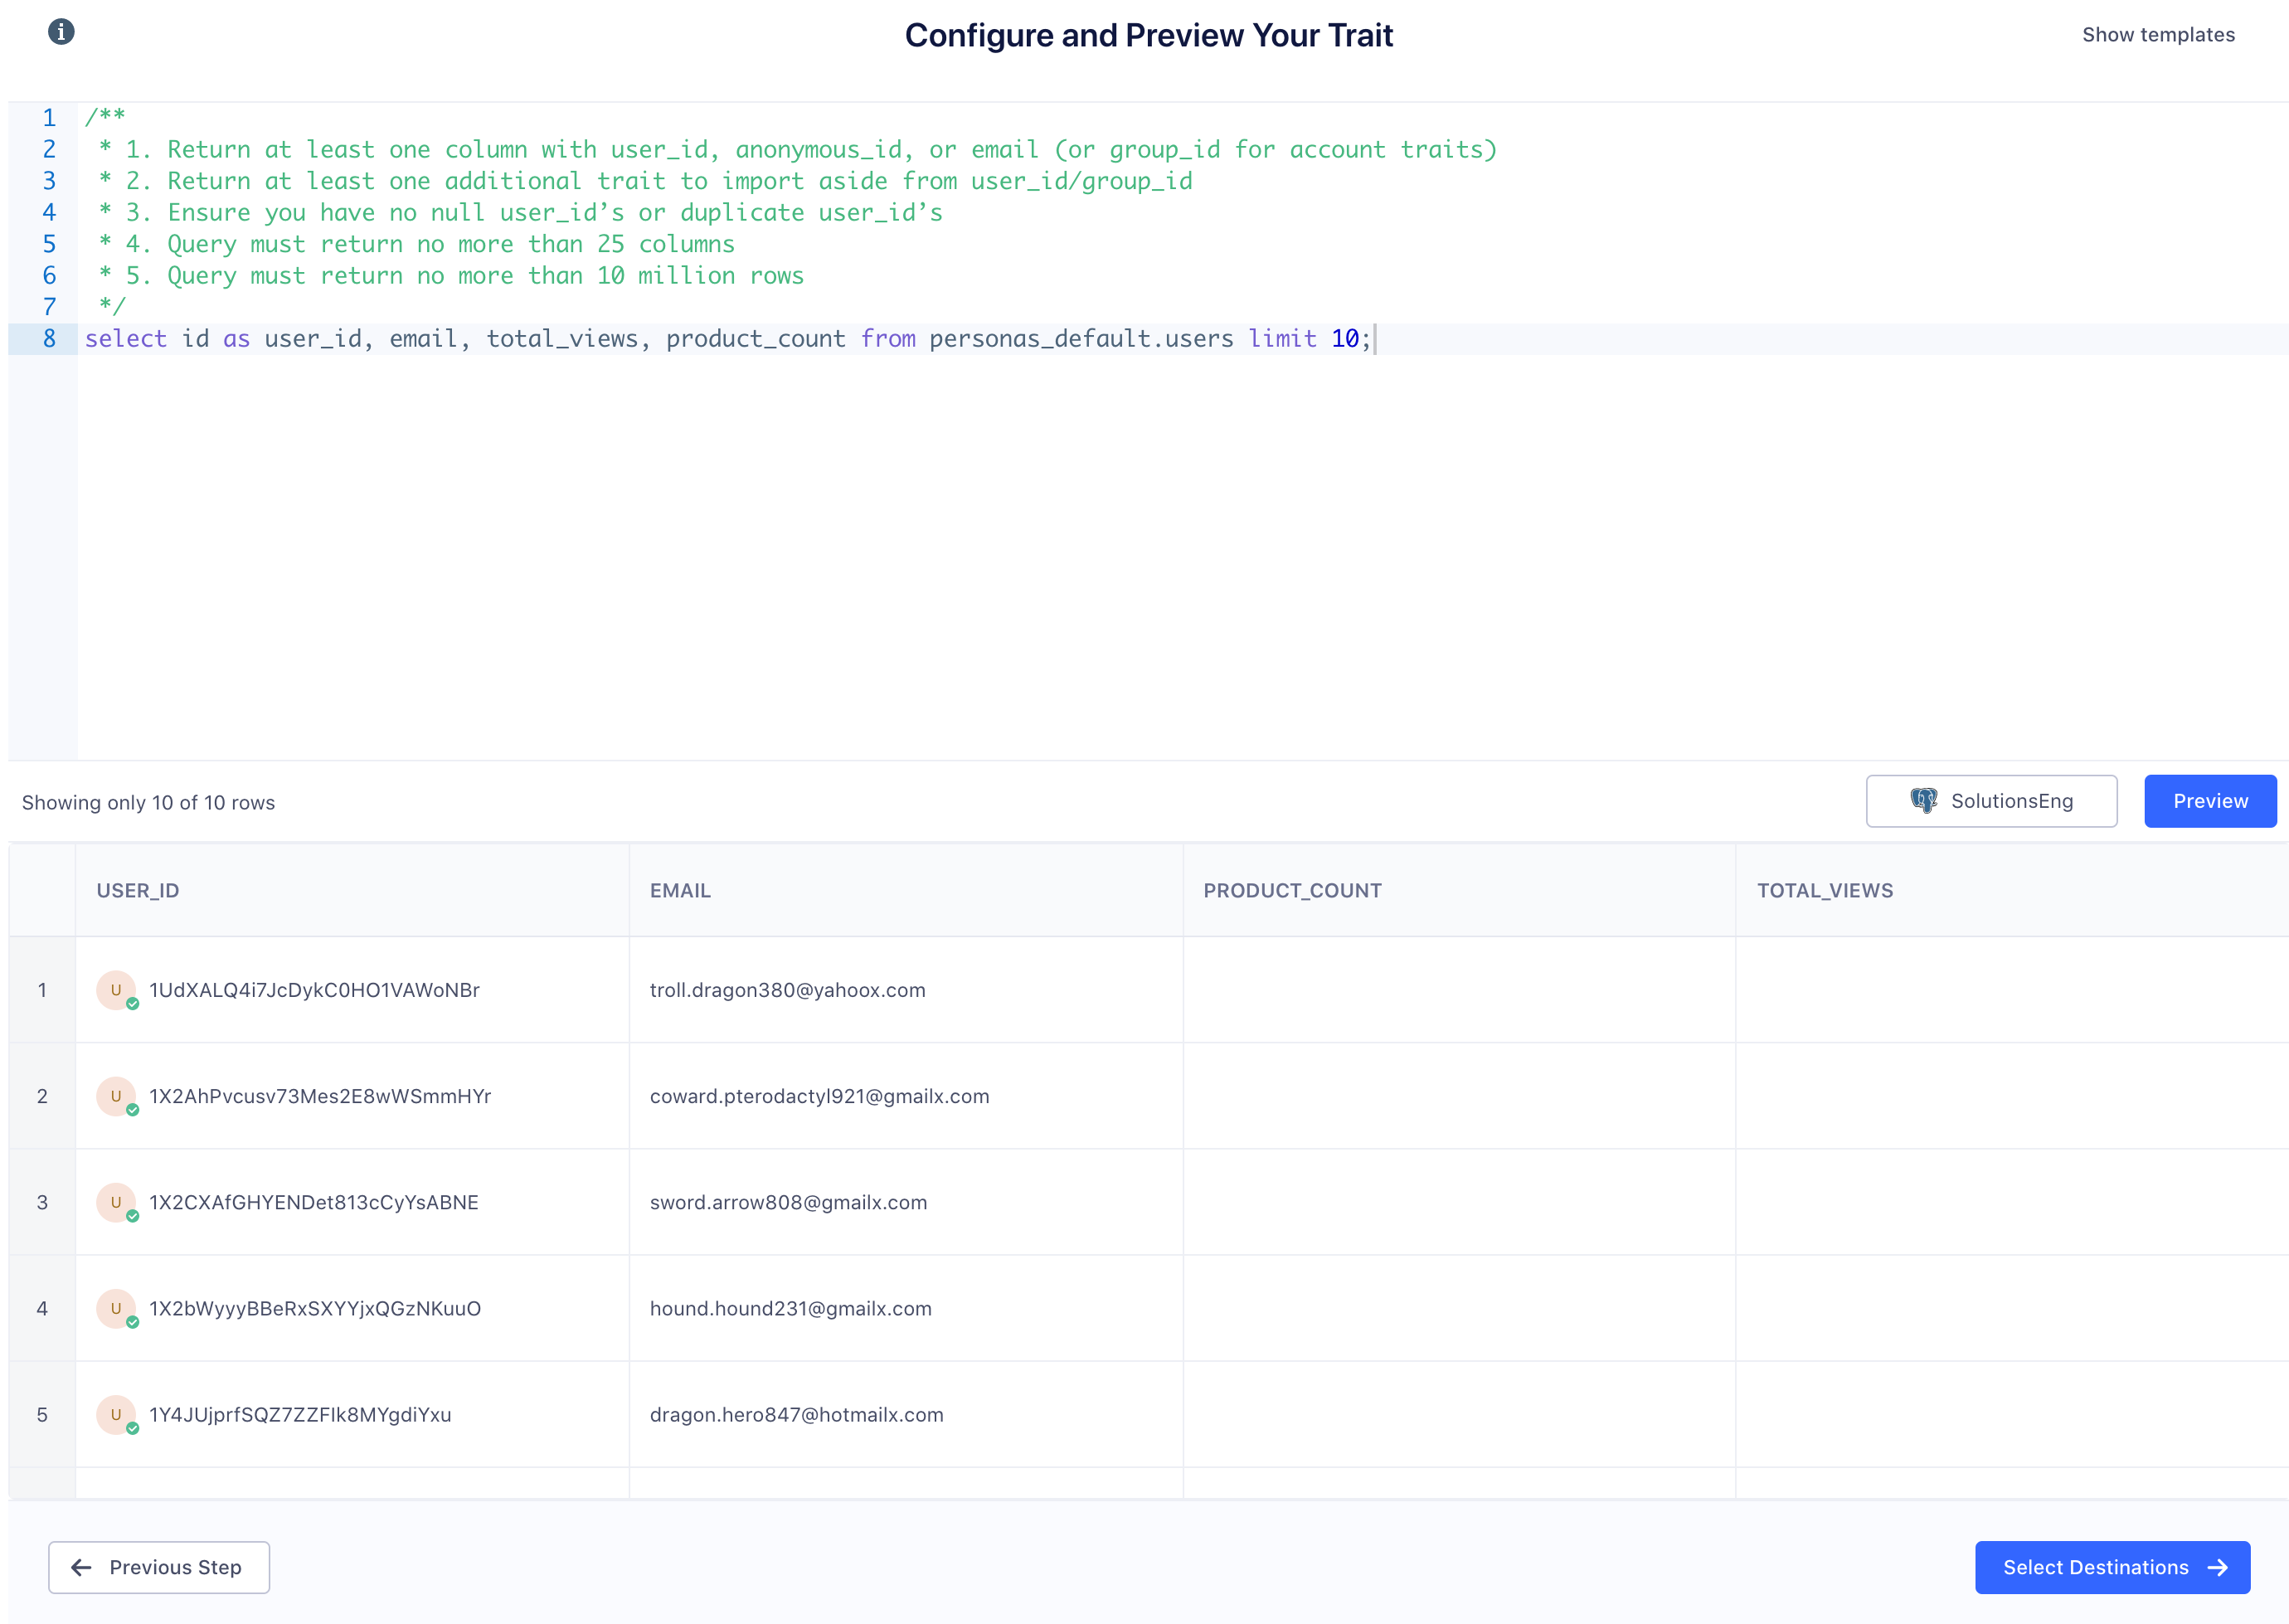 Configure and Preview Your Trait
Show templates
1 /**
2 * 1. Return at least one column with user_id, anonymous_id, or email (or group_id for account traits)
3 * 2. Return at least one additional trait to import aside from user_id/group_id
4 * 3. Ensure you have no null user_id’s or duplicate user_id’s
5 * 4. Query must return no more than 25 columns
6 * 5. Query must return no more than 10 million rows
7 */
8 select id as user_id, email, total_views, product_count from personas_default.users limit 10;
Showing only 10 of 10 rows
SolutionsEng
Preview
USER_ID EMAIL PRODUCT_COUNT TOTAL_VIEWS
1 U 1UdXALQ4i7JcDykC0HO1VAWoNBr troll.dragon380@yahoox.com
2 U 1X2AhPvcusv73Mes2E8wWSmmHYr coward.pterodactyl921@gmailx.com
3 U 1X2CXAfGHYENDet813cCyYsABNE sword.arrow808@gmailx.com
4 U 1X2bWyyyBBeRxSXYYjxQGzNKuuO hound.hound231@gmailx.com
5 U 1Y4JUjprfSQZ7ZZFIk8MYgdiYxu dragon.hero847@hotmailx.com
Previous Step
Select Destinations